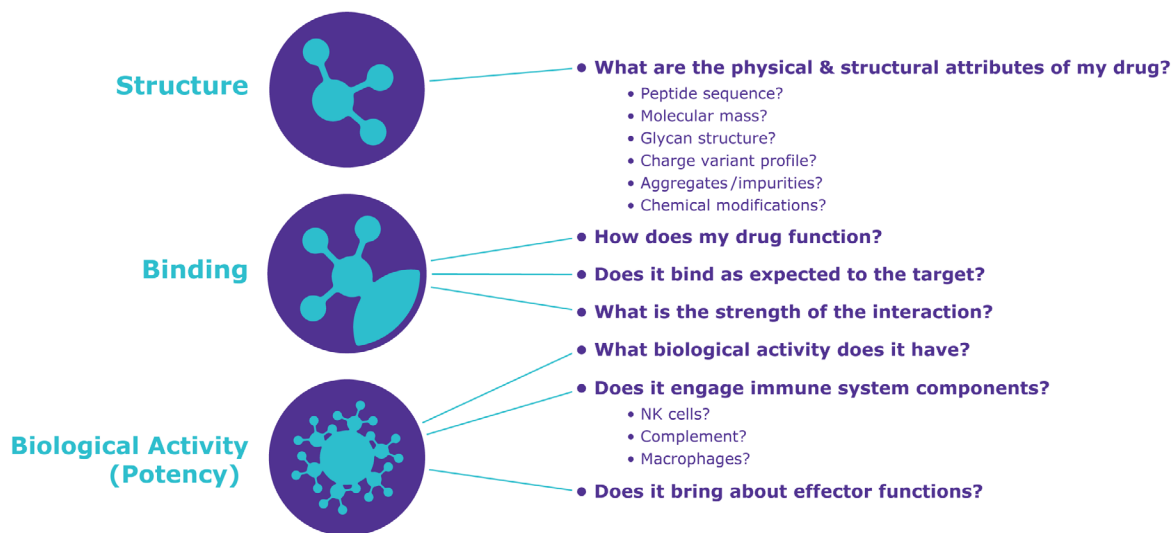 Structure
• What are the physical & structural attributes of my drug?
• Peptide sequence?
• Molecular mass?
• Glycan structure?
• Charge variant profile?
• Aggregates/impurities?
• Chemical modifications?
Binding
• How does my drug function?
• Does it bind as expected to the target?
• What is the strength of the interaction?
Biological Activity
(Potency)
• What biological activity does it have?
• Does it engage immune system components?
• NK cells?
• Complement?
• Macrophages?
• Does it bring about effector functions?